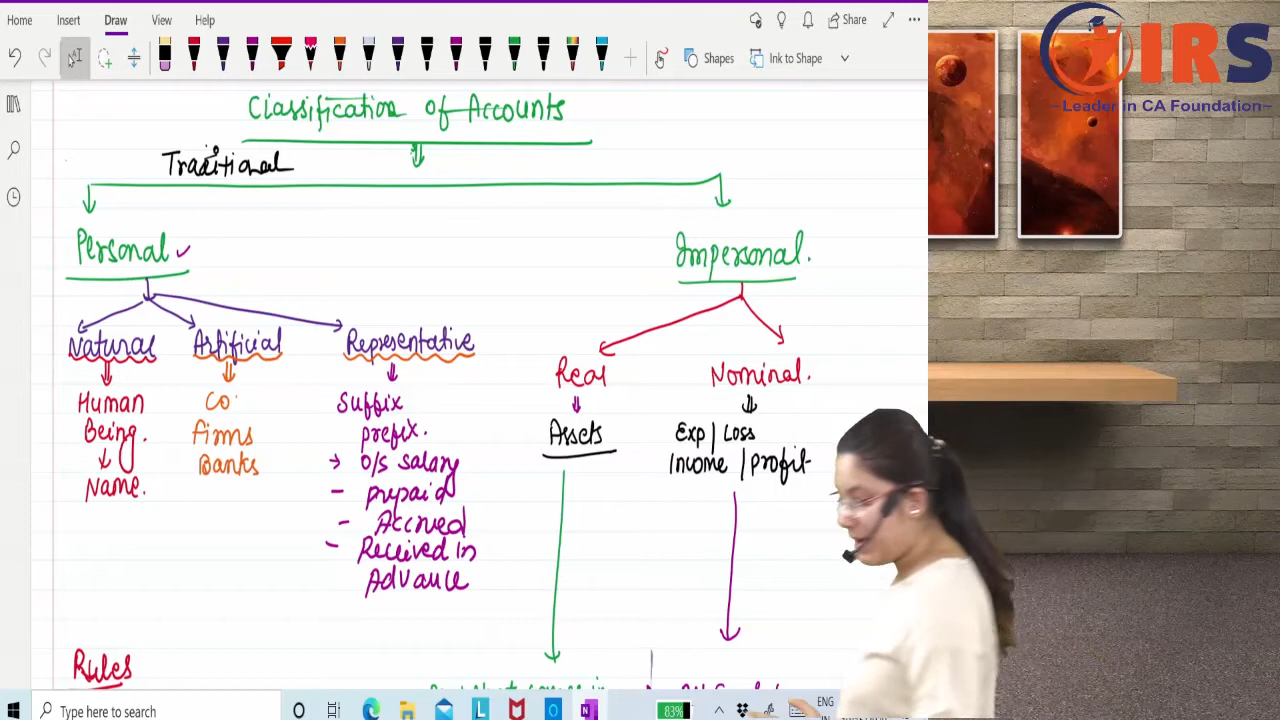 Home Insert Draw View Help Share
Shapes Ink to Shape
IRS
~Leader in CA Foundation~
Classification of Accounts
Traditional
Personal Impersonal.
Natural Artificial Representative
Real Nominal.
Human Co. Suffix
Being. firms prefix. Assets Exp | Loss
Name. Banks → O/S Salary Income | Profit
- prepaid
- Accrued
- Received in
Advance
Rules
Type here to search
83%
ENG
IN